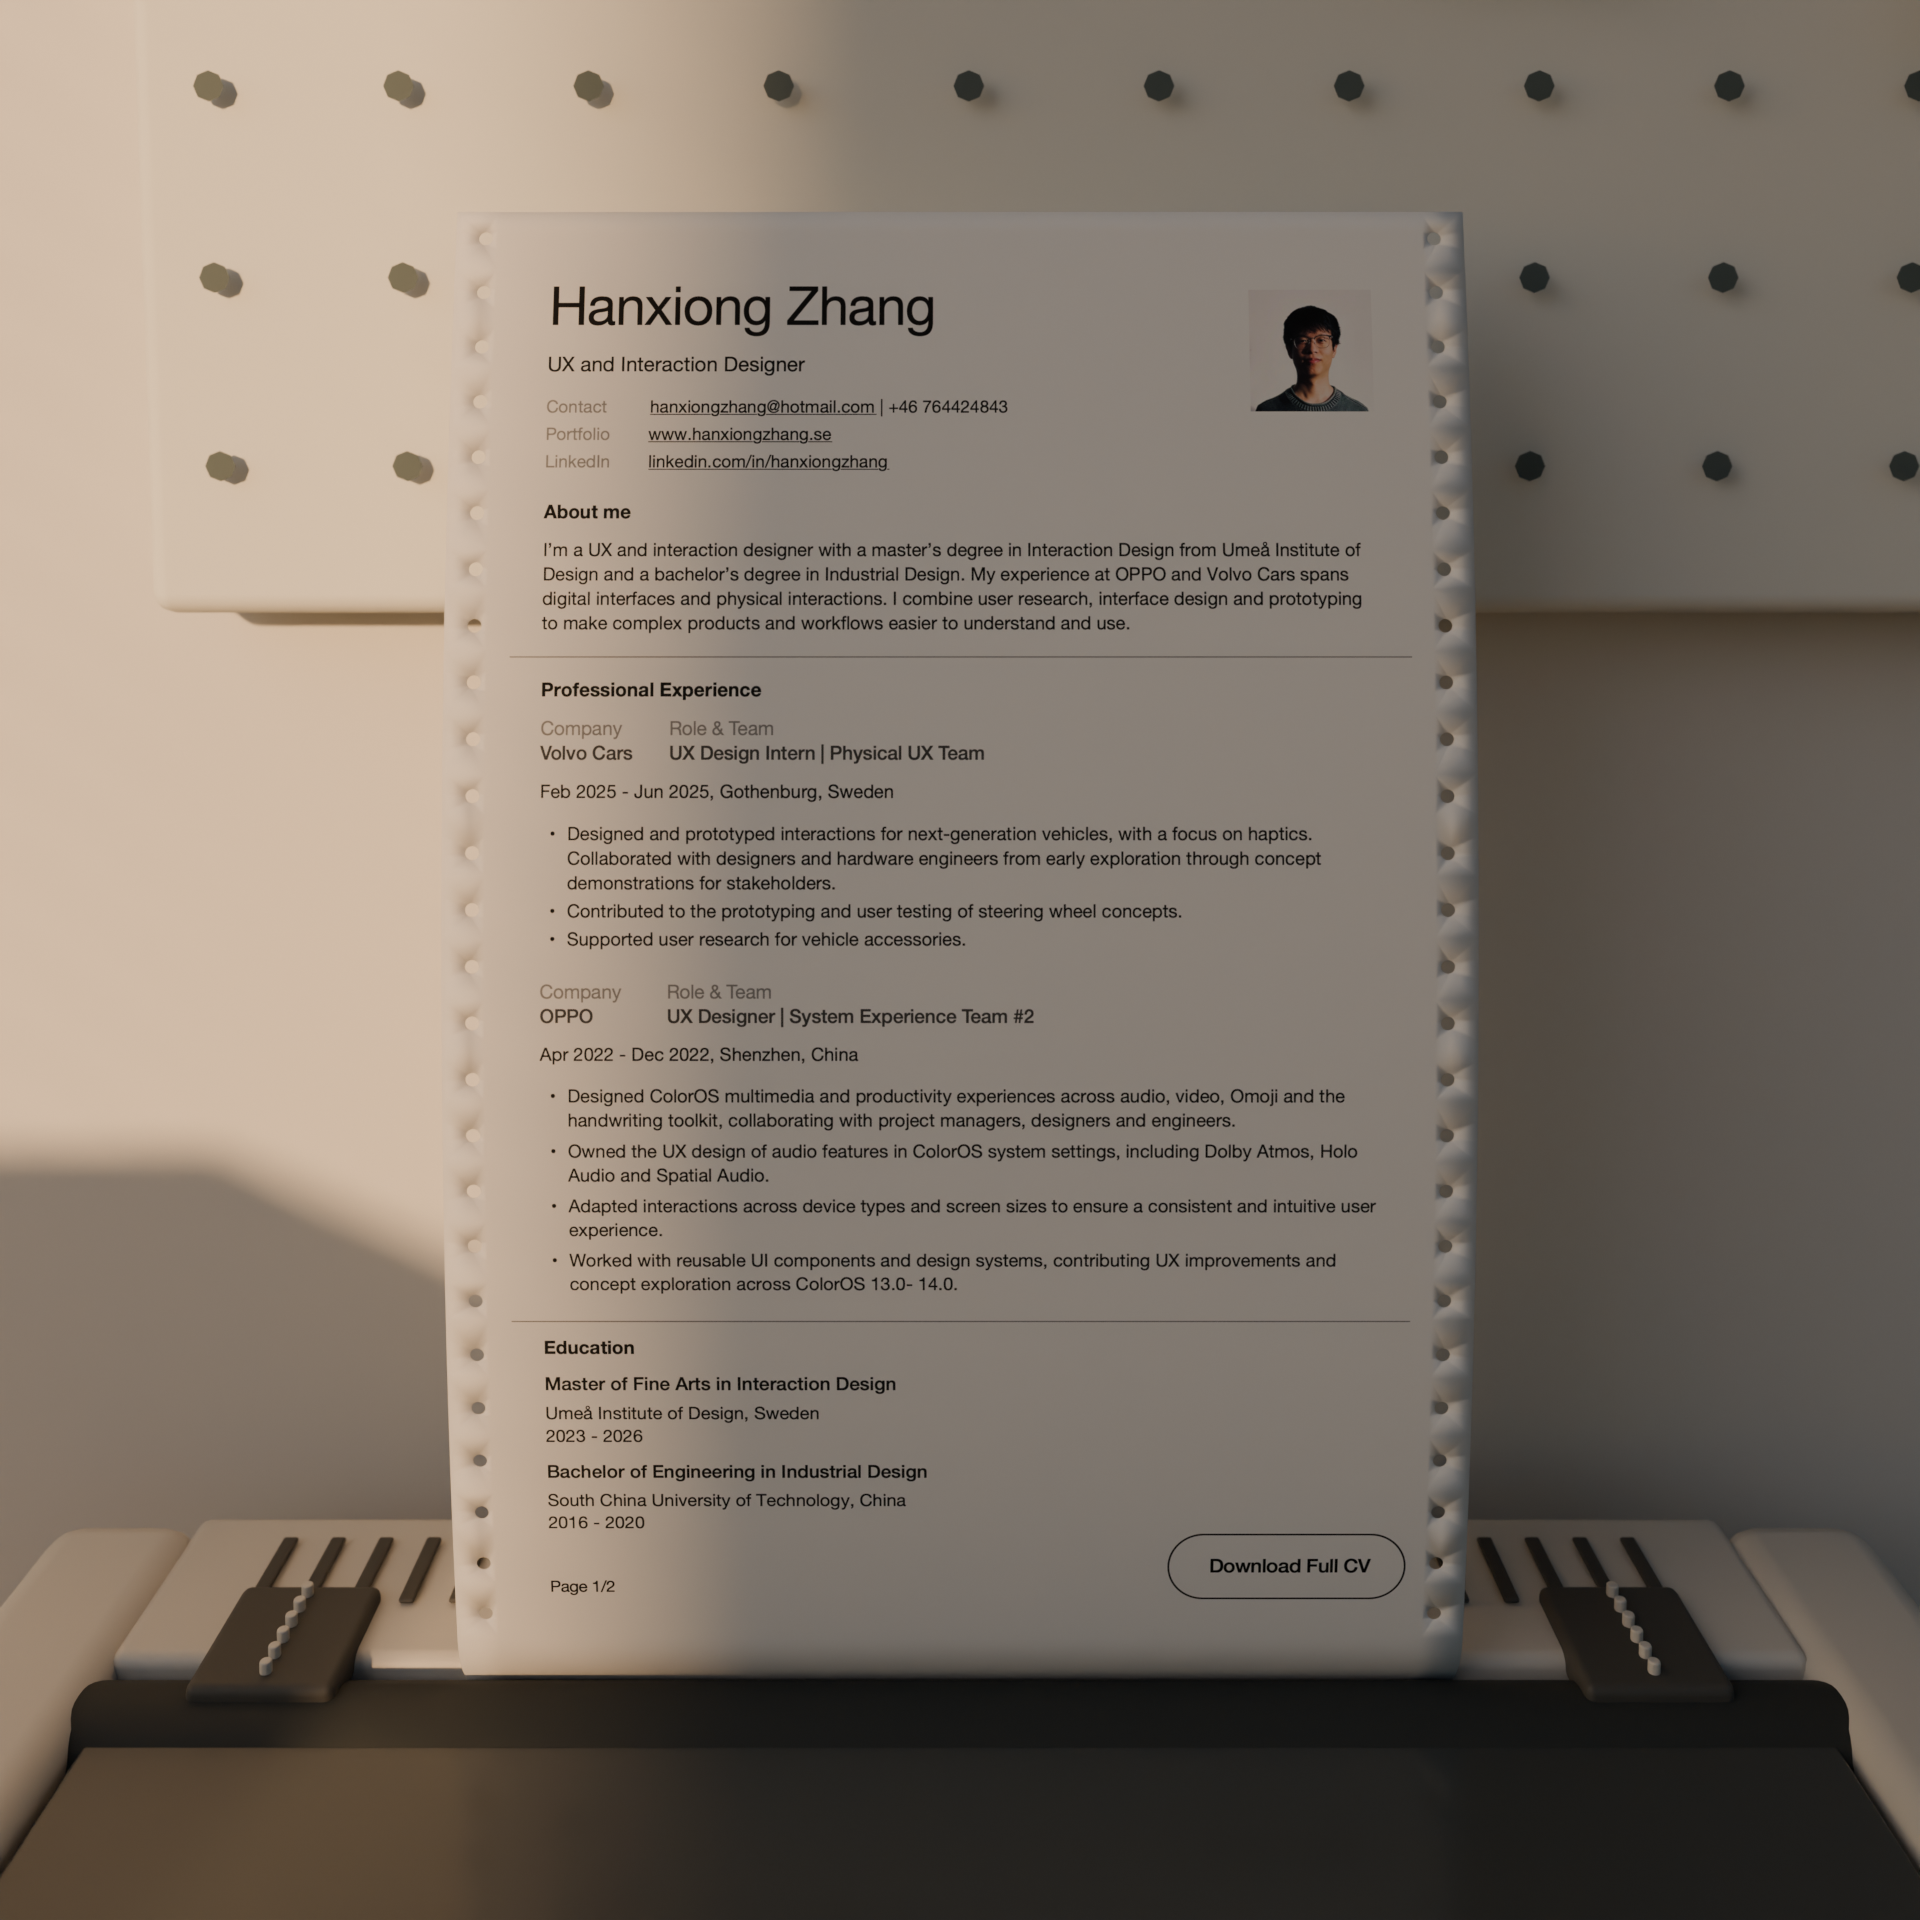 Hanxiong Zhang
UX and Interaction Designer
Contact hanxiongzhang@hotmail.com | +46 764424843
Portfolio www.hanxiongzhang.se
LinkedIn linkedin.com/in/hanxiongzhang
About me
I’m a UX and interaction designer with a master’s degree in Interaction Design from Umeå Institute of
Design and a bachelor’s degree in Industrial Design. My experience at OPPO and Volvo Cars spans
digital interfaces and physical interactions. I combine user research, interface design and prototyping
to make complex products and workflows easier to understand and use.
Professional Experience
Company Role & Team
Volvo Cars UX Design Intern | Physical UX Team
Feb 2025 - Jun 2025, Gothenburg, Sweden
• Designed and prototyped interactions for next-generation vehicles, with a focus on haptics.
Collaborated with designers and hardware engineers from early exploration through concept
demonstrations for stakeholders.
• Contributed to the prototyping and user testing of steering wheel concepts.
• Supported user research for vehicle accessories.
Company Role & Team
OPPO UX Designer | System Experience Team #2
Apr 2022 - Dec 2022, Shenzhen, China
• Designed ColorOS multimedia and productivity experiences across audio, video, Omoji and the
handwriting toolkit, collaborating with project managers, designers and engineers.
• Owned the UX design of audio features in ColorOS system settings, including Dolby Atmos, Holo
Audio and Spatial Audio.
• Adapted interactions across device types and screen sizes to ensure a consistent and intuitive user
experience.
• Worked with reusable UI components and design systems, contributing UX improvements and
concept exploration across ColorOS 13.0- 14.0.
Education
Master of Fine Arts in Interaction Design
Umeå Institute of Design, Sweden
2023 - 2026
Bachelor of Engineering in Industrial Design
South China University of Technology, China
2016 - 2020
Download Full CV
Page 1/2